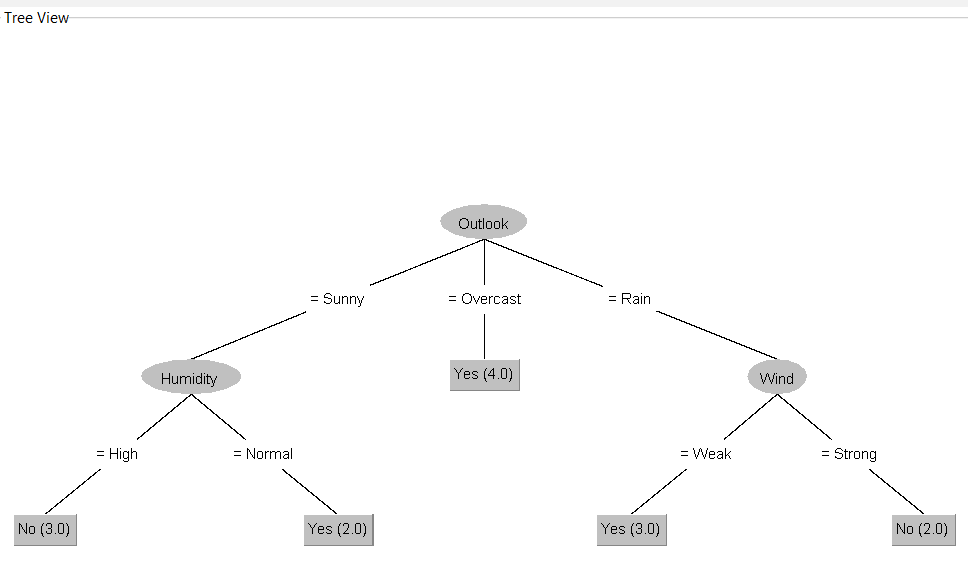 Tree View
Outlook
= Sunny
= Overcast
= Rain
Humidity
Yes (4.0)
Wind
= High
= Normal
= Weak
= Strong
No (3.0)
Yes (2.0)
Yes (3.0)
No (2.0)